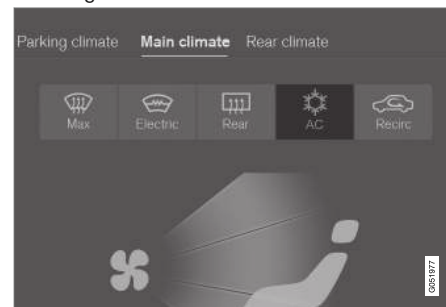 Parking climate Main climate Rear climate
Max Electric Rear AC Recirc
G051977